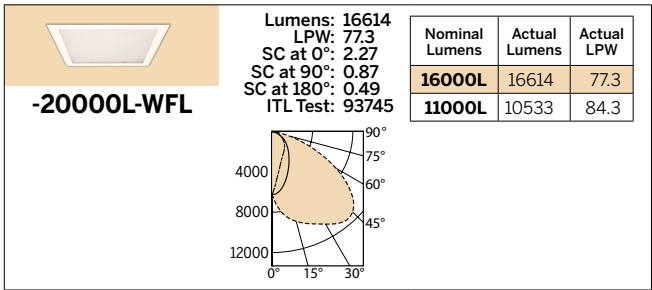 -20000L-WFL
Lumens: 16614
LPW: 77.3
SC at 0°: 2.27
SC at 90°: 0.87
SC at 180°: 0.49
ITL Test: 93745
Nominal Lumens Actual Lumens Actual LPW
16000L 16614 77.3
11000L 10533 84.3
90°
75°
4000
60°
8000
45°
12000
0° 15° 30°